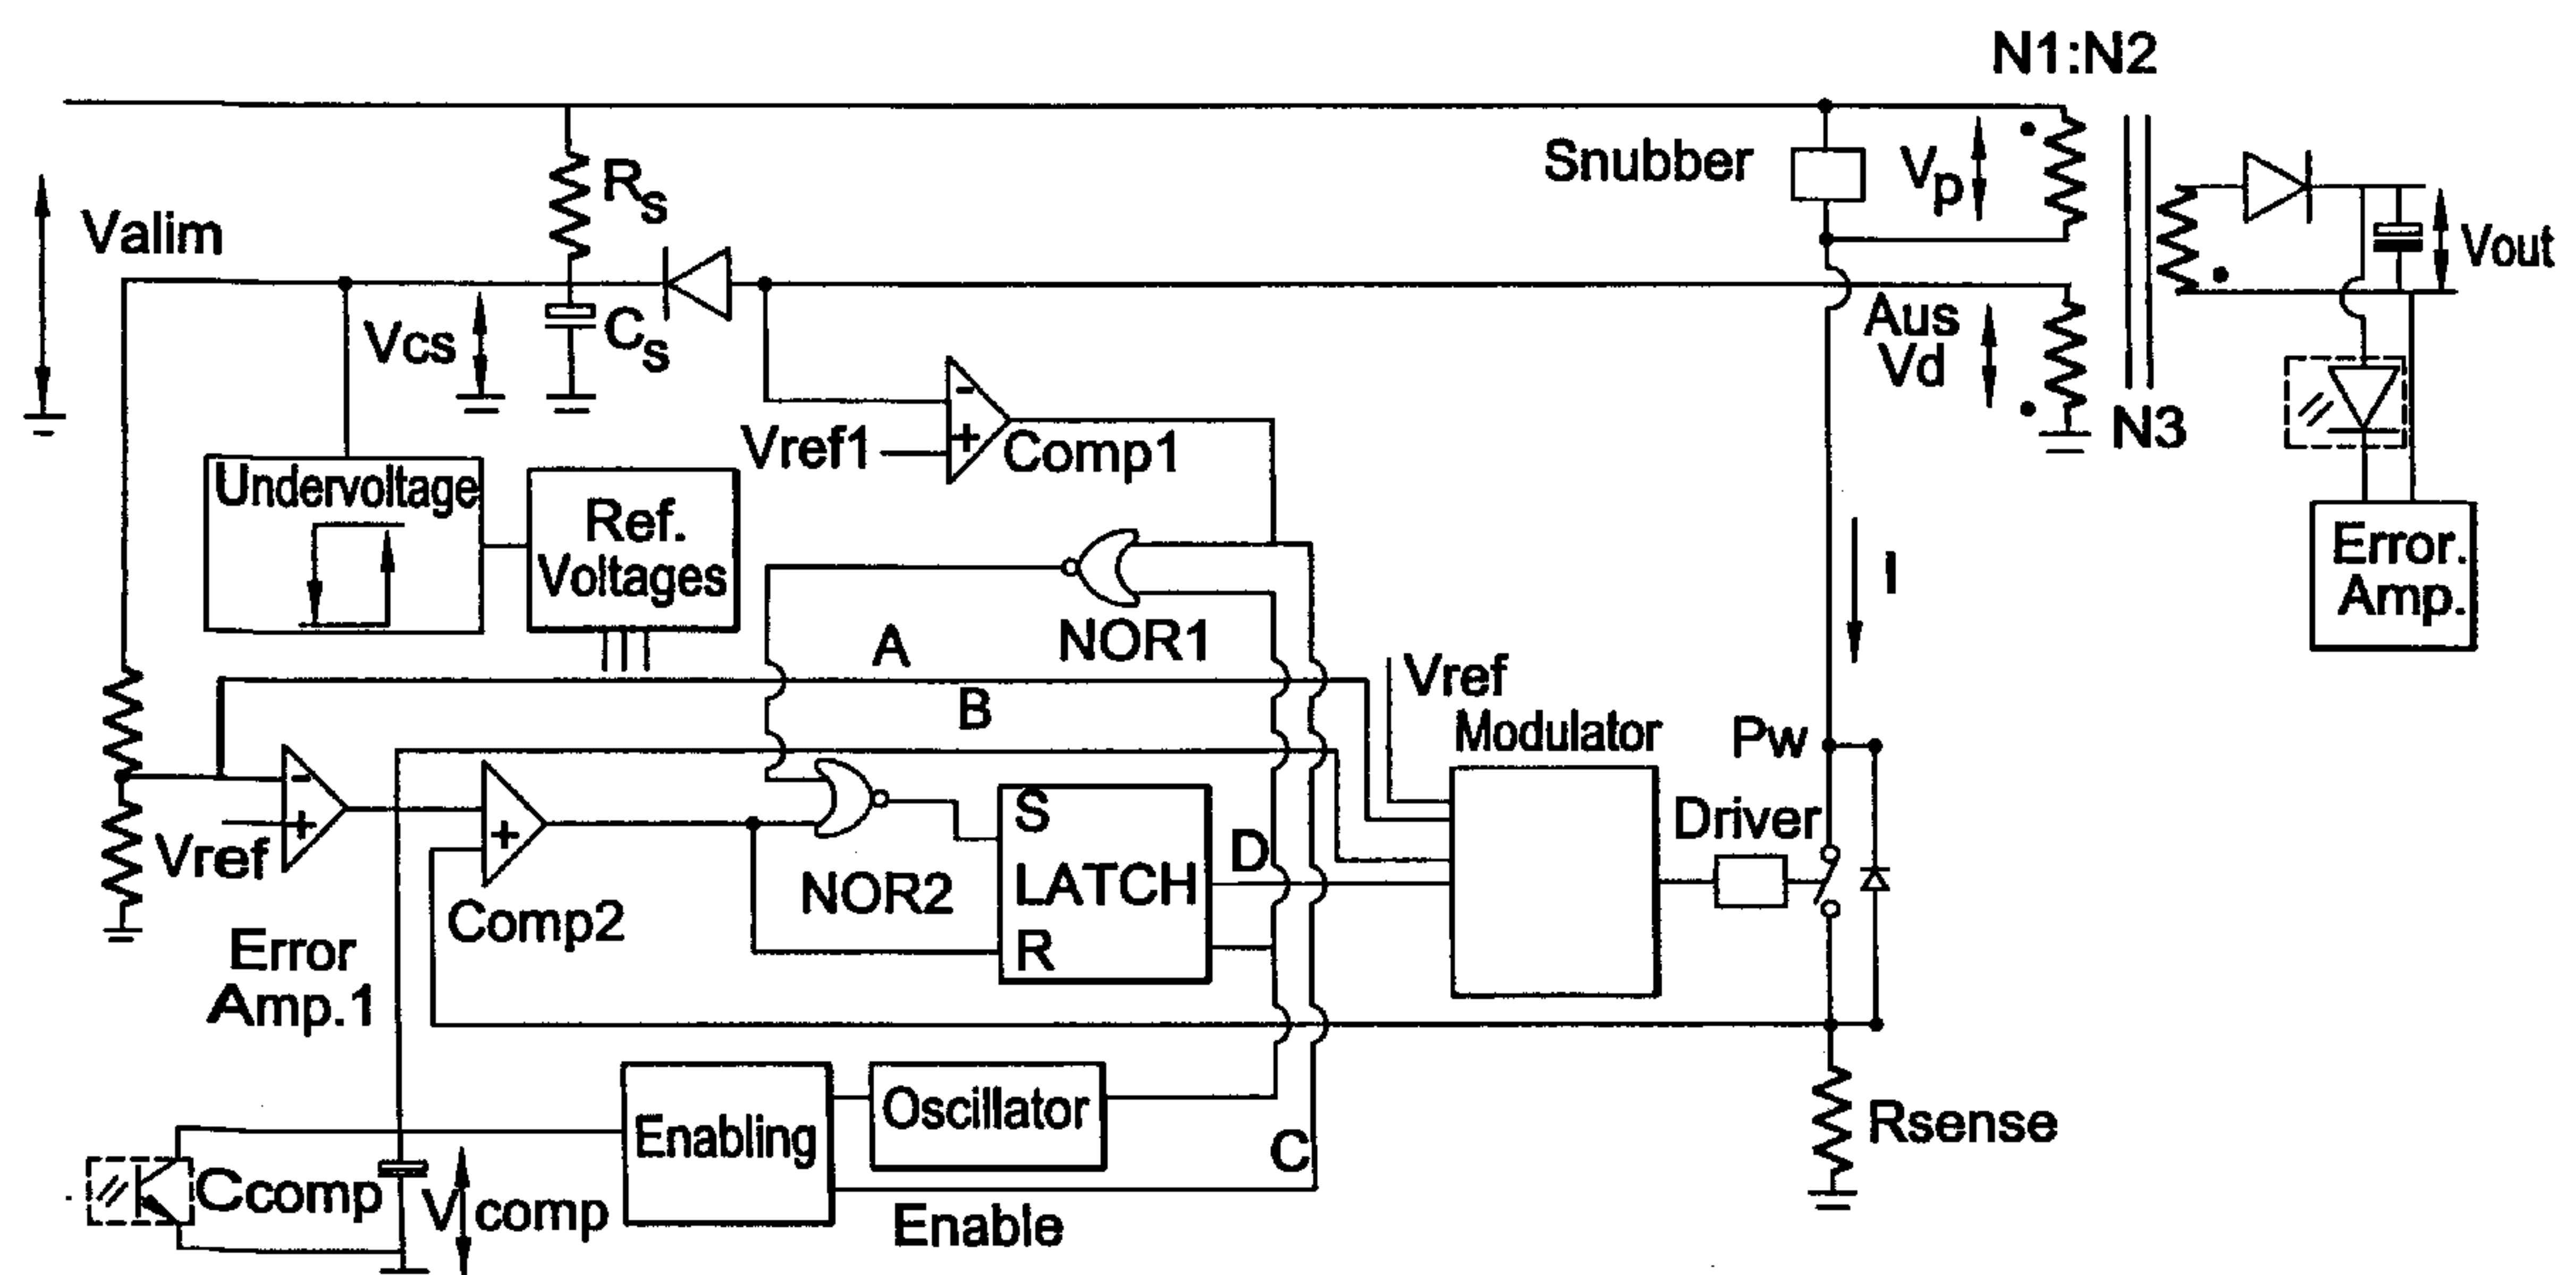 N1:N2
Snubber
Vp
Rs
Valim
Vout
Vcs
Cs
Aus
Vd
-
+
Vref1
Comp1
N3
Undervoltage
Ref.
Voltages
Error.
Amp.
I
NOR1
A
Vref
B
Modulator
Pw
-
+
Vref
+
Comp2
NOR2
S
LATCH
R
D
Driver
Error
Amp.1
Enabling
Oscillator
C
Rsense
Ccomp
Vcomp
Enable